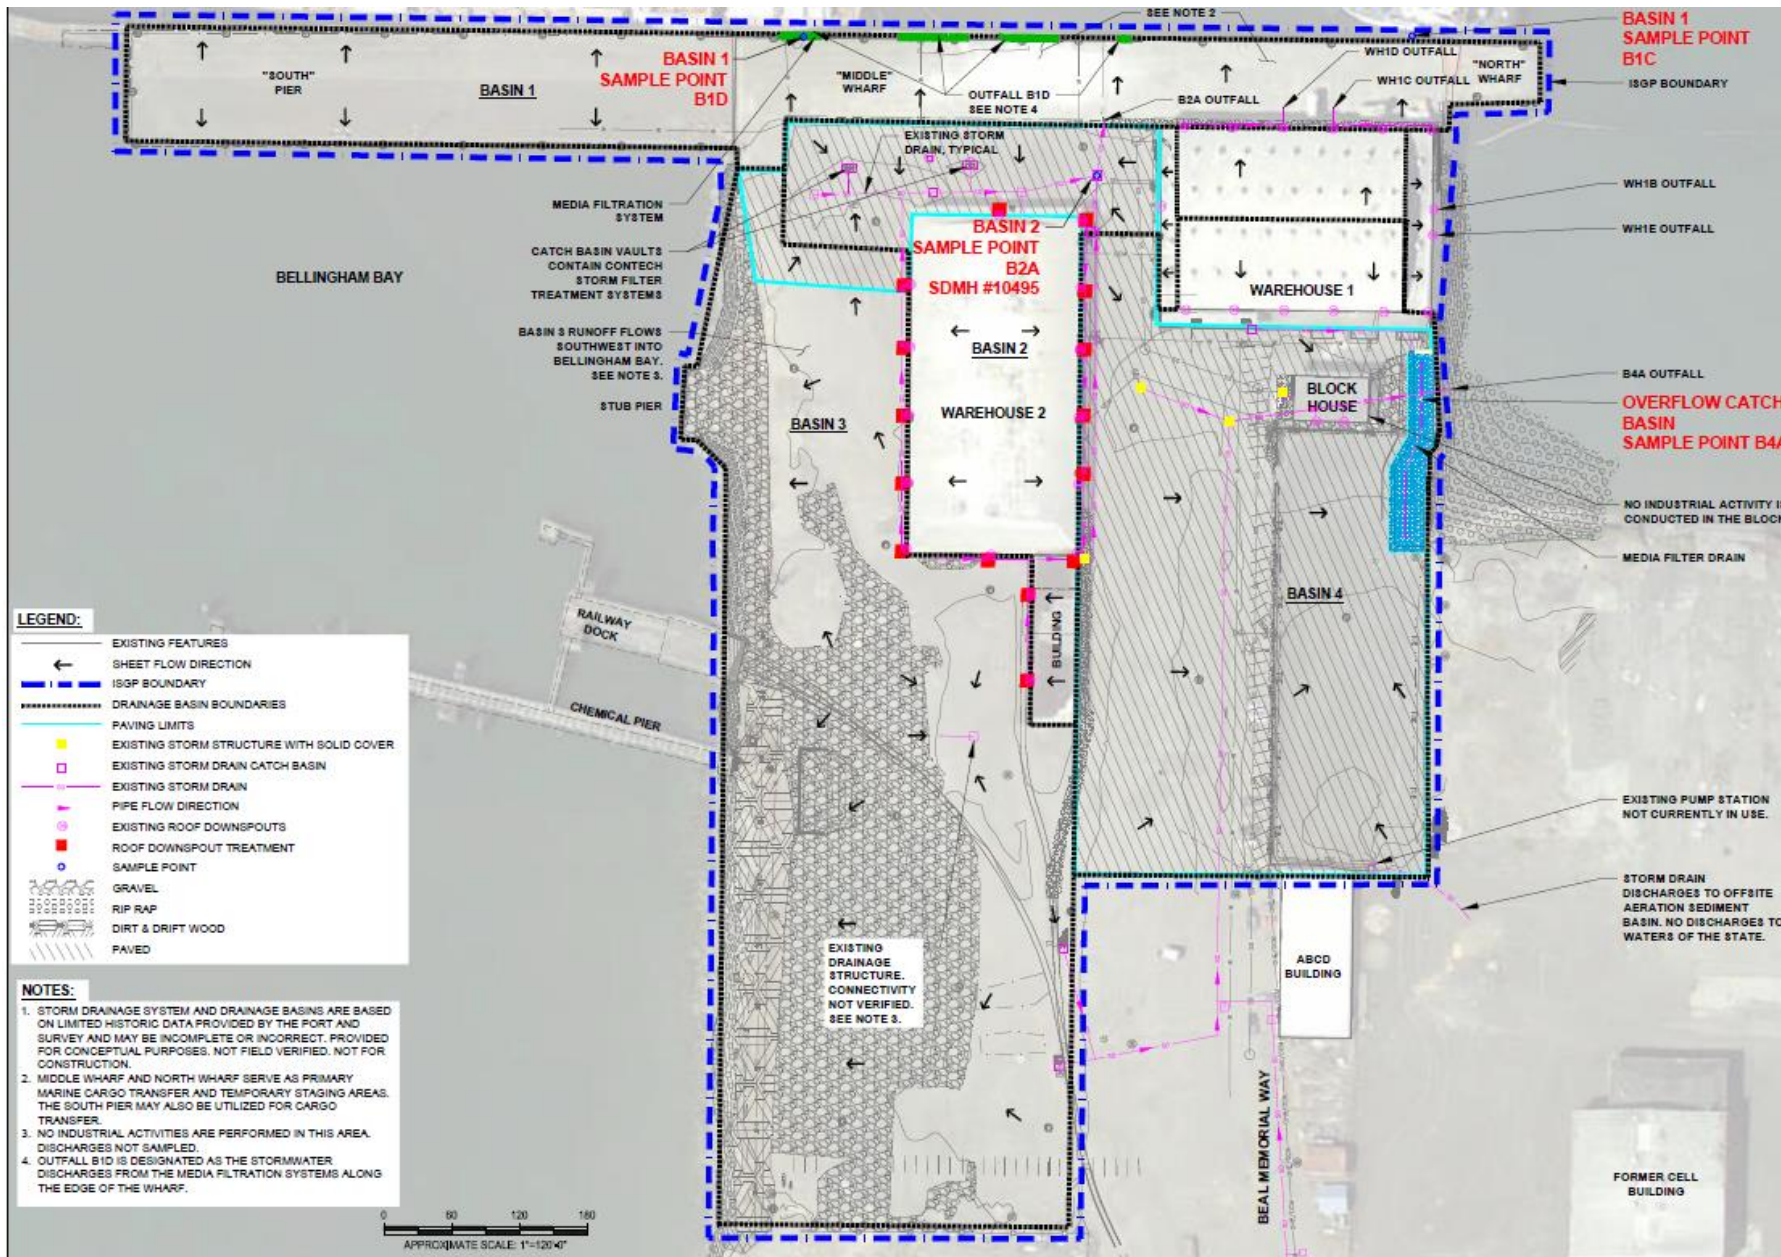 SEE NOTE 2
BASIN 1
SAMPLE POINT
B1C
BASIN 1
SAMPLE POINT
B1D
"SOUTH"
PIER
BASIN 1
"MIDDLE"
WHARF
OUTFALL B1D
SEE NOTE 4
WH1D OUTFALL
WH1C OUTFALL
"NORTH"
WHARF
ISGP BOUNDARY
B2A OUTFALL
EXISTING STORM
DRAIN, TYPICAL
MEDIA FILTRATION
SYSTEM
CATCH BASIN VAULTS
CONTAIN CONTECH
STORM FILTER
TREATMENT SYSTEMS
BELLINGHAM BAY
BASIN 3 RUNOFF FLOWS
SOUTHWEST INTO
BELLINGHAM BAY.
SEE NOTE 3.
STUB PIER
BASIN 2
SAMPLE POINT
B2A
SDMH #10495
WH1B OUTFALL
WH1E OUTFALL
WAREHOUSE 1
BASIN 2
WAREHOUSE 2
BASIN 3
BLOCK
HOUSE
B4A OUTFALL
OVERFLOW CATCH
BASIN
SAMPLE POINT B4A
NO INDUSTRIAL ACTIVITY IS
CONDUCTED IN THE BLOCK
MEDIA FILTER DRAIN
BASIN 4
BUILDING
RAILWAY
DOCK
CHEMICAL PIER
EXISTING PUMP STATION
NOT CURRENTLY IN USE.
STORM DRAIN
DISCHARGES TO OFFSITE
AERATION SEDIMENT
BASIN. NO DISCHARGES TO
WATERS OF THE STATE.
EXISTING
DRAINAGE
STRUCTURE.
CONNECTIVITY
NOT VERIFIED.
SEE NOTE 3.
ABCD
BUILDING
BEAL MEMORIAL WAY
FORMER CELL
BUILDING
LEGEND:
EXISTING FEATURES
SHEET FLOW DIRECTION
ISGP BOUNDARY
DRAINAGE BASIN BOUNDARIES
PAVING LIMITS
EXISTING STORM STRUCTURE WITH SOLID COVER
EXISTING STORM DRAIN CATCH BASIN
EXISTING STORM DRAIN
PIPE FLOW DIRECTION
EXISTING ROOF DOWNSPOUTS
ROOF DOWNSPOUT TREATMENT
SAMPLE POINT
GRAVEL
RIP RAP
DIRT & DRIFT WOOD
PAVED
NOTES:
1. STORM DRAINAGE SYSTEM AND DRAINAGE BASINS ARE BASED
ON LIMITED HISTORIC DATA PROVIDED BY THE PORT AND
SURVEY AND MAY BE INCOMPLETE OR INCORRECT. PROVIDED
FOR CONCEPTUAL PURPOSES. NOT FIELD VERIFIED. NOT FOR
CONSTRUCTION.
2. MIDDLE WHARF AND NORTH WHARF SERVE AS PRIMARY
MARINE CARGO TRANSFER AND TEMPORARY STAGING AREAS.
THE SOUTH PIER MAY ALSO BE UTILIZED FOR CARGO
TRANSFER.
3. NO INDUSTRIAL ACTIVITIES ARE PERFORMED IN THIS AREA.
DISCHARGES NOT SAMPLED.
4. OUTFALL B1D IS DESIGNATED AS THE STORMWATER
DISCHARGES FROM THE MEDIA FILTRATION SYSTEMS ALONG
THE EDGE OF THE WHARF.
0 60 120 180
APPROXIMATE SCALE: 1"=120'-0"